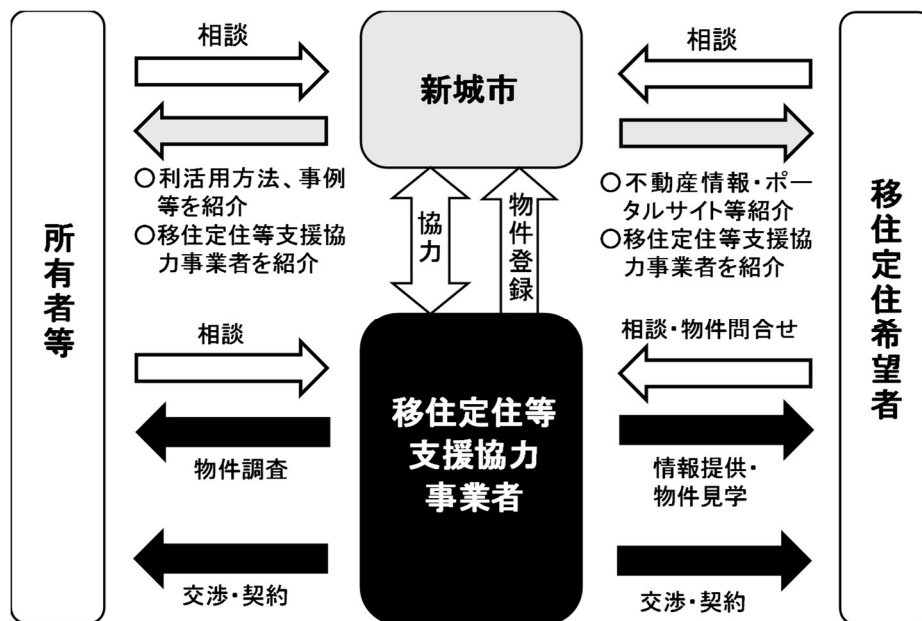 所有者等
相談
○利活用方法、事例
等を紹介
○移住定住等支援協
力事業者を紹介
相談
物件調査
交渉・契約
新城市
協力
物件登録
移住定住等
支援協力
事業者
相談
○不動産情報・ポー
タルサイト等紹介
○移住定住等支援協
力事業者を紹介
相談・物件問合せ
情報提供・
物件見学
交渉・契約
移住定住希望者